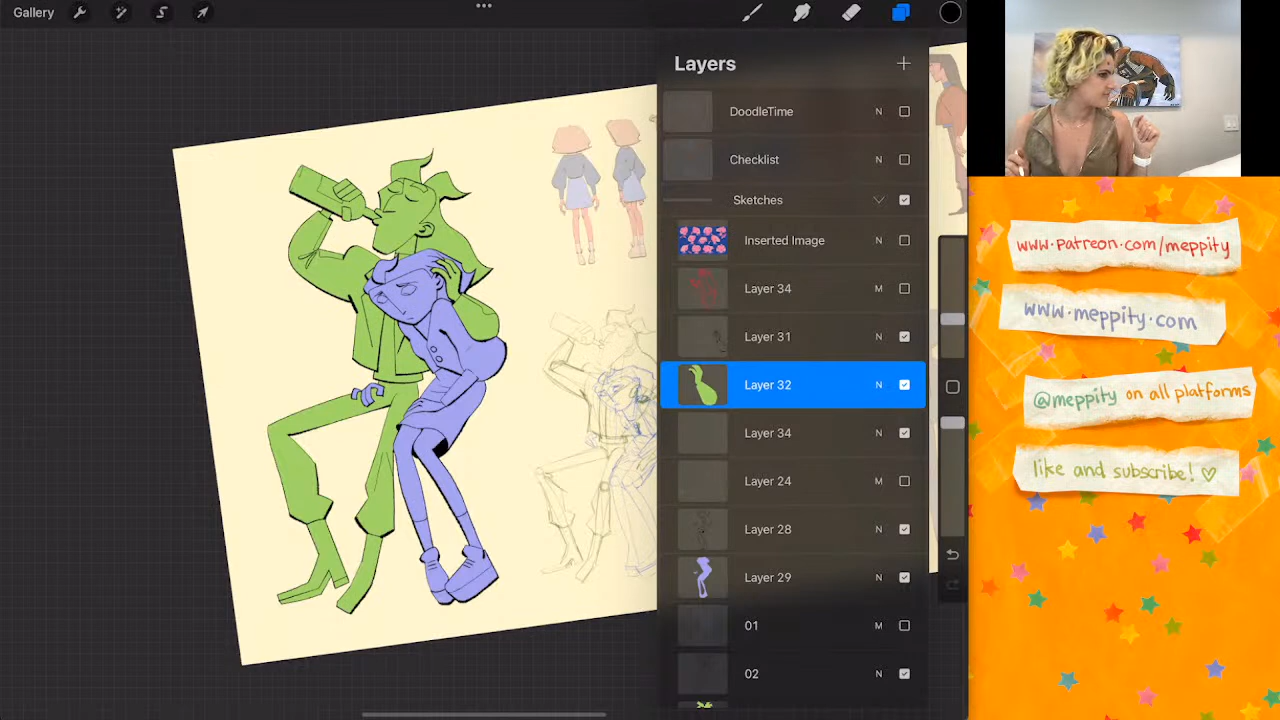 Gallery
Layers
DoodleTime N
Checklist N
Sketches
Inserted Image N
Layer 34 M
Layer 31 N
Layer 32 N
Layer 34 N
Layer 24 M
Layer 28 N
Layer 29 N
01 M
02 N
www.patreon.com/meppity
www.meppity.com
@meppity on all platforms
like and subscribe! ♡